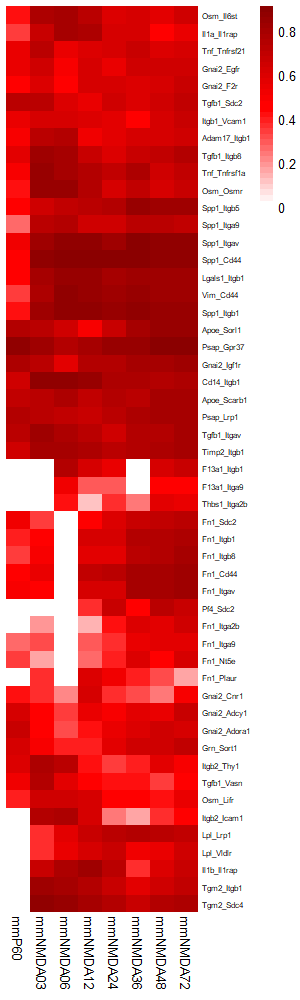 Osm_Il6st
Il1a_Il1rap
Tnf_Tnfrsf21
Gnai2_Egfr
Gnai2_F2r
Tgfb1_Sdc2
Itgb1_Vcam1
Adam17_Itgb1
Tgfb1_Itgb6
Tnf_Tnfrsf1a
Osm_Osmr
Spp1_Itgb5
Spp1_Itga9
Spp1_Itgav
Spp1_Cd44
Lgals1_Itgb1
Vim_Cd44
Spp1_Itgb1
Apoe_Sorl1
Psap_Gpr37
Gnai2_Igf1r
Cd14_Itgb1
Apoe_Scarb1
Psap_Lrp1
Tgfb1_Itgav
Timp2_Itgb1
F13a1_Itgb1
F13a1_Itga9
Thbs1_Itga2b
Fn1_Sdc2
Fn1_Itgb1
Fn1_Itgb6
Fn1_Cd44
Fn1_Itgav
Pf4_Sdc2
Fn1_Itga2b
Fn1_Itga9
Fn1_Nt5e
Fn1_Plaur
Gnai2_Cnr1
Gnai2_Adcy1
Gnai2_Adora1
Grn_Sort1
Itgb2_Thy1
Tgfb1_Vasn
Osm_Lifr
Itgb2_Icam1
Lpl_Lrp1
Lpl_Vldlr
Il1b_Il1rap
Tgm2_Itgb1
Tgm2_Sdc4
mmP60
mmNMDA03
mmNMDA06
mmNMDA12
mmNMDA24
mmNMDA36
mmNMDA48
mmNMDA72
0.8
0.6
0.4
0.2
0